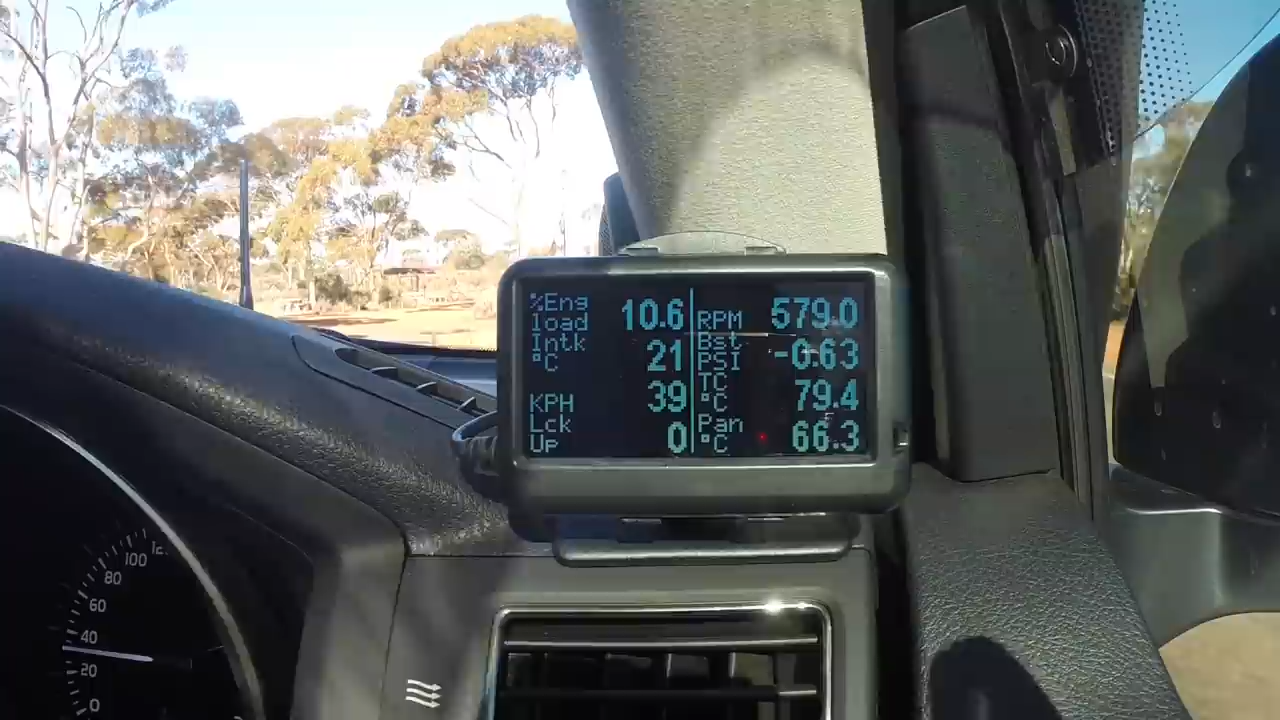 %Eng load 10.6
Intk °C 21
KPH 39
Lck Up 0
RPM 579.0
Bst PSI -0.63
TC °C 79.4
Pan °C 66.3
100
80
60
40
20
0